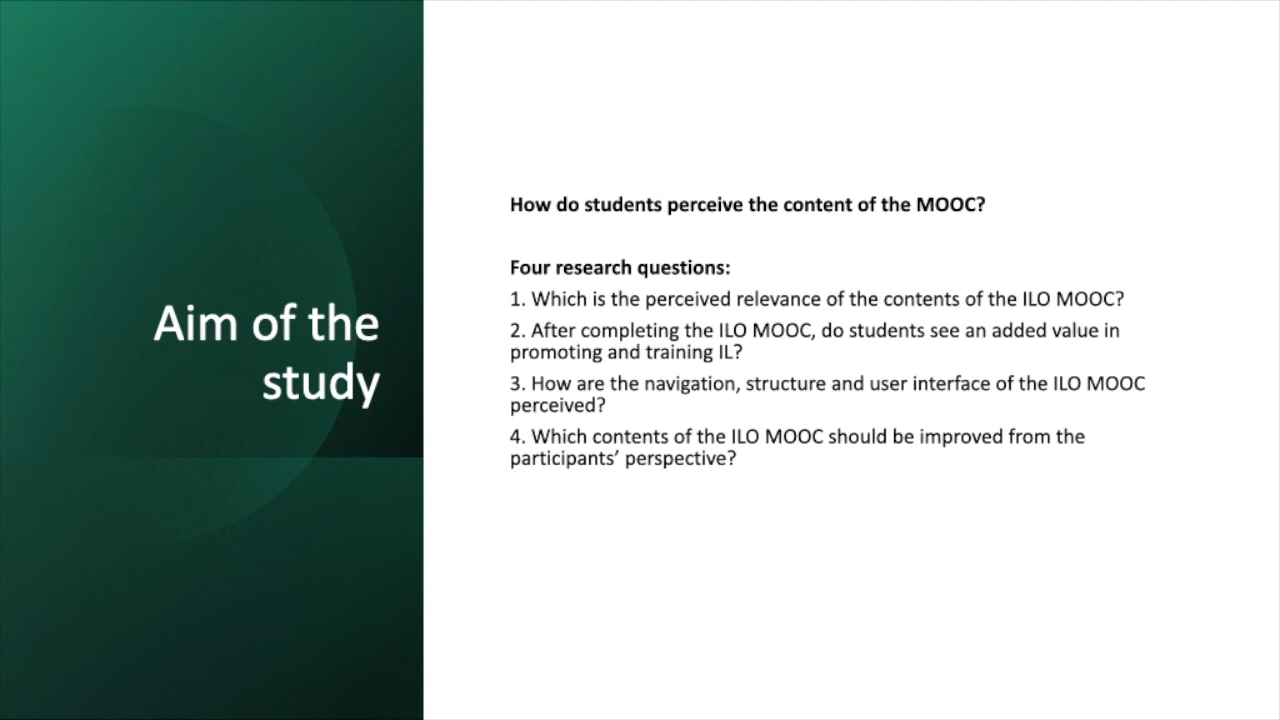 Aim of the
study
How do students perceive the content of the MOOC?
Four research questions:
1. Which is the perceived relevance of the contents of the ILO MOOC?
2. After completing the ILO MOOC, do students see an added value in
promoting and training IL?
3. How are the navigation, structure and user interface of the ILO MOOC
perceived?
4. Which contents of the ILO MOOC should be improved from the
participants’ perspective?